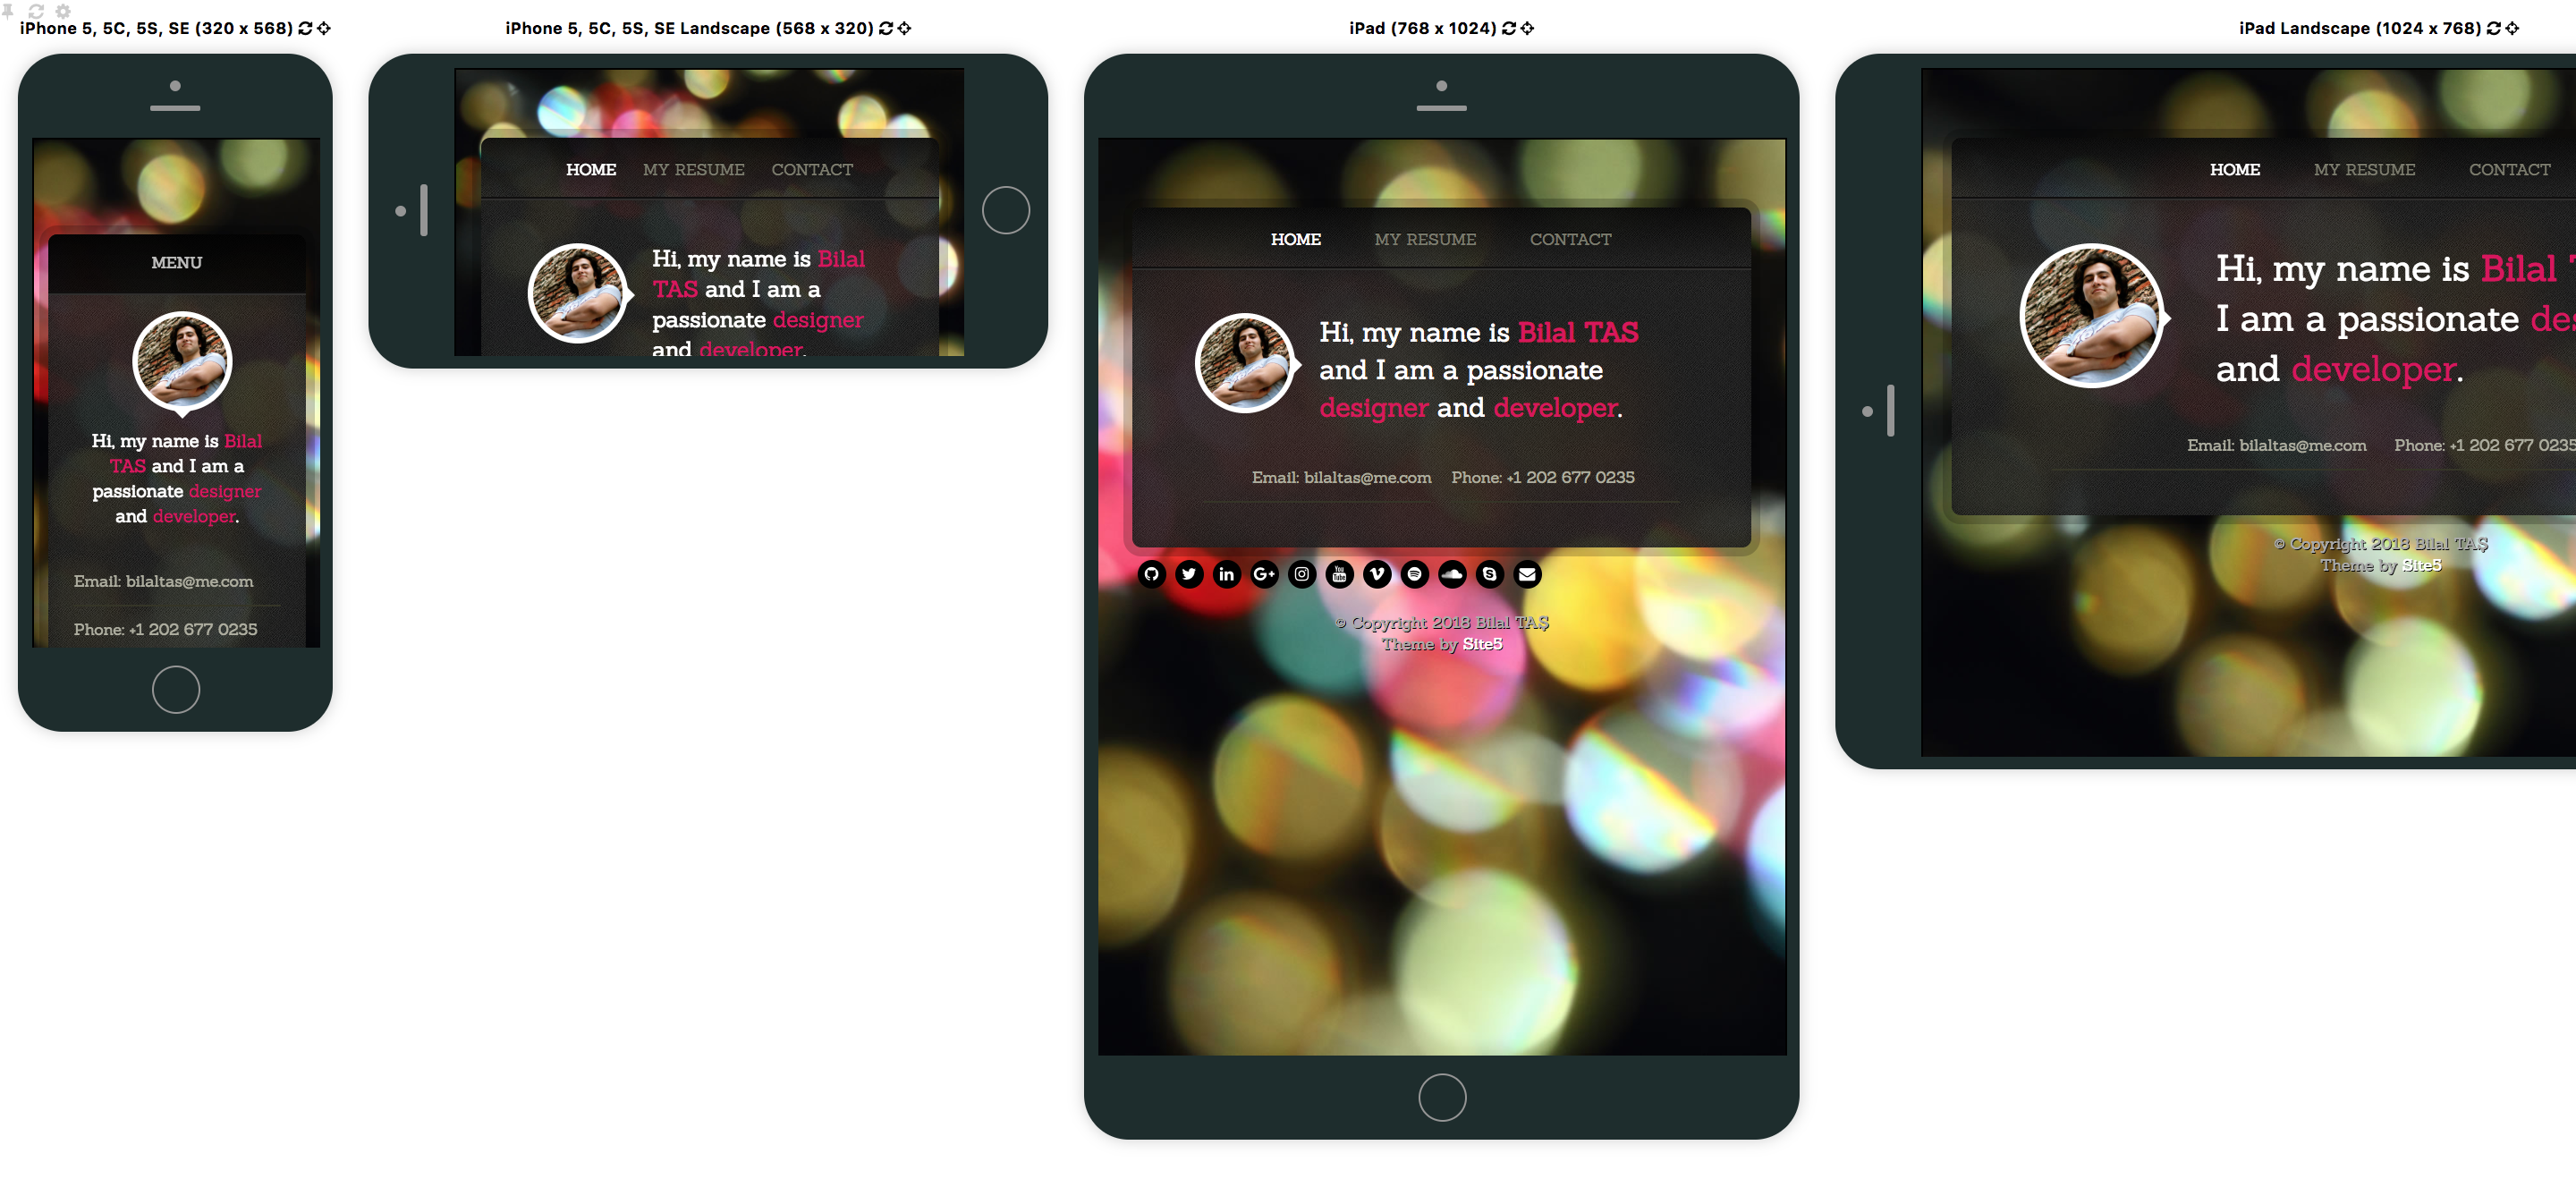 iPhone 5, 5C, 5S, SE (320 x 568)
MENU
Hi, my name is Bilal
TAS and I am a
passionate designer
and developer.
Email: bilaltas@me.com
Phone: +1 202 677 0235
iPhone 5, 5C, 5S, SE Landscape (568 x 320)
HOME MY RESUME CONTACT
Hi, my name is Bilal
TAS and I am a
passionate designer
and developer.
iPad (768 x 1024)
HOME MY RESUME CONTACT
Hi, my name is Bilal TAS
and I am a passionate
designer and developer.
Email: bilaltas@me.com Phone: +1 202 677 0235
You Tube
© Copyright 2018 Bilal TAŞ
Theme by Site5
iPad Landscape (1024 x 768)
HOME MY RESUME CONTACT
Hi, my name is Bilal T
I am a passionate des
and developer.
Email: bilaltas@me.com Phone: +1 202 677 0235
© Copyright 2018 Bilal TAŞ
Theme by Site5